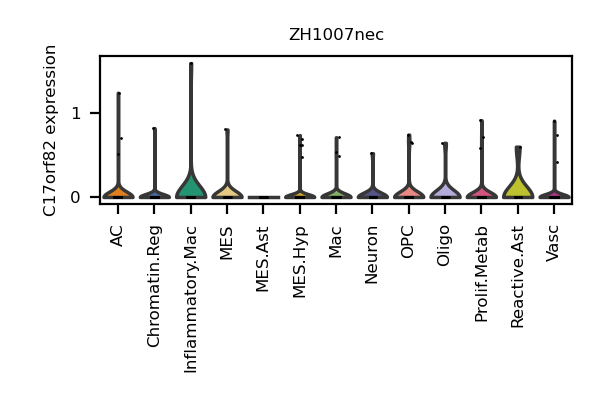 ZH1007nec
C17orf82 expression
1
0
AC
Chromatin.Reg
Inflammatory.Mac
MES
MES.Ast
MES.Hyp
Mac
Neuron
OPC
Oligo
Prolif.Metab
Reactive.Ast
Vasc